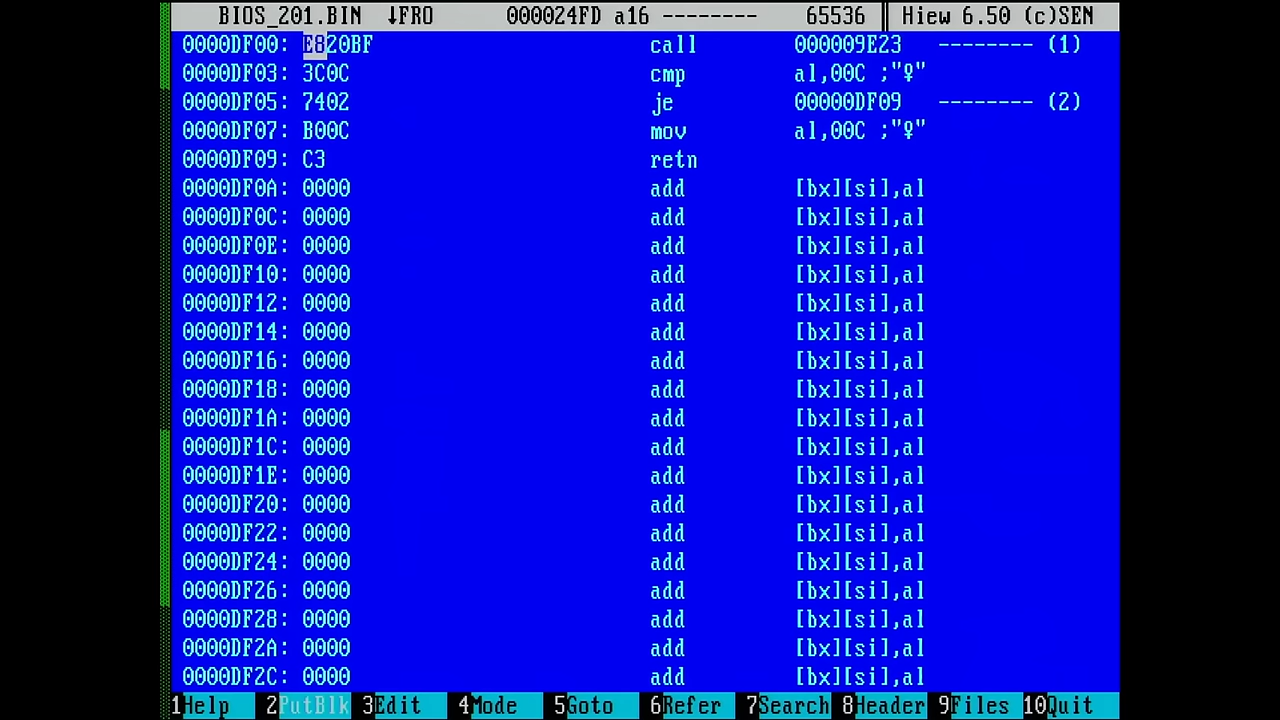 BIOS_201.BIN ↓FRO 000024FD a16 -------- 65536 ║ Hiew 6.50 (c)SEN
0000DF00: E820BF call 000009E23 -------- (1)
0000DF03: 3C0C cmp al,00C ;"♀"
0000DF05: 7402 je 00000DF09 -------- (2)
0000DF07: B00C mov al,00C ;"♀"
0000DF09: C3 retn
0000DF0A: 0000 add [bx][si],al
0000DF0C: 0000 add [bx][si],al
0000DF0E: 0000 add [bx][si],al
0000DF10: 0000 add [bx][si],al
0000DF12: 0000 add [bx][si],al
0000DF14: 0000 add [bx][si],al
0000DF16: 0000 add [bx][si],al
0000DF18: 0000 add [bx][si],al
0000DF1A: 0000 add [bx][si],al
0000DF1C: 0000 add [bx][si],al
0000DF1E: 0000 add [bx][si],al
0000DF20: 0000 add [bx][si],al
0000DF22: 0000 add [bx][si],al
0000DF24: 0000 add [bx][si],al
0000DF26: 0000 add [bx][si],al
0000DF28: 0000 add [bx][si],al
0000DF2A: 0000 add [bx][si],al
0000DF2C: 0000 add [bx][si],al
1Help 2PutBlk 3Edit 4Mode 5Goto 6Refer 7Search 8Header 9Files 10Quit